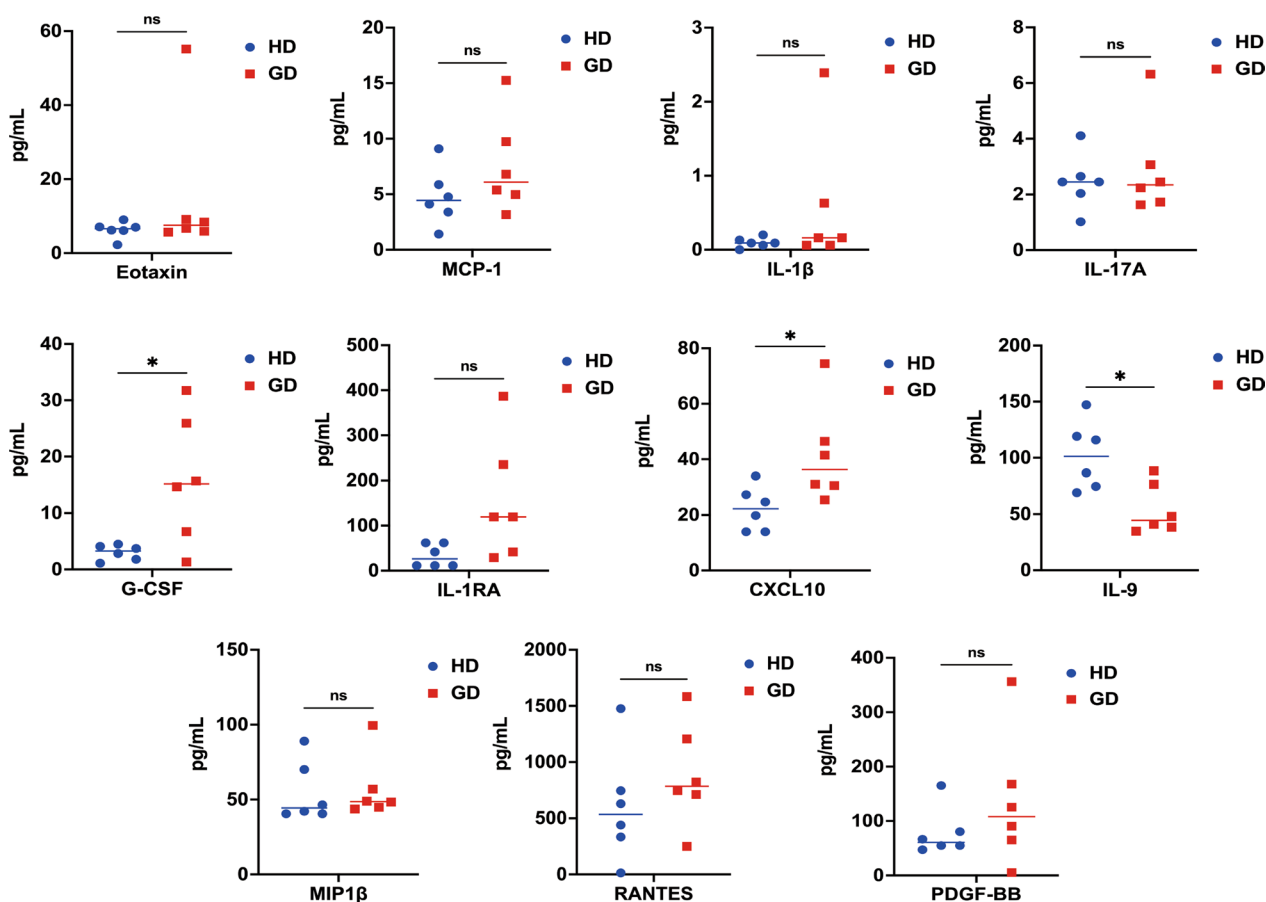 ns
60
40
20
0
pg/mL
HD
GD
Eotaxin
ns
20
15
10
5
0
pg/mL
HD
GD
MCP-1
ns
3
2
1
0
pg/mL
HD
GD
IL-1β
ns
8
6
4
2
0
pg/mL
HD
GD
IL-17A
*
40
30
20
10
0
pg/mL
HD
GD
G-CSF
ns
500
400
300
200
100
0
pg/mL
HD
GD
IL-1RA
*
80
60
40
20
0
pg/mL
HD
GD
CXCL10
*
200
150
100
50
0
pg/mL
HD
GD
IL-9
ns
150
100
50
0
pg/mL
HD
GD
MIP1β
ns
2000
1500
1000
500
0
pg/mL
HD
GD
RANTES
ns
400
300
200
100
0
pg/mL
HD
GD
PDGF-BB